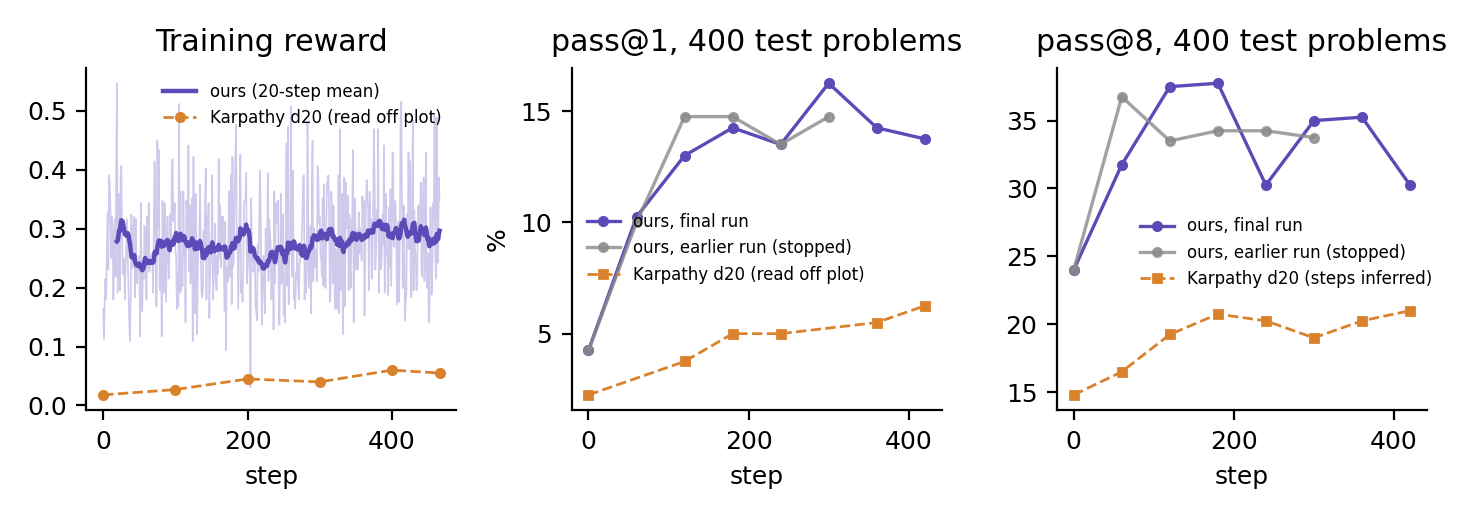 Training reward
ours (20-step mean)
Karpathy d20 (read off plot)
0.5
0.4
0.3
0.2
0.1
0.0
0
200
400
step
pass@1, 400 test problems
%
15
10
5
ours, final run
ours, earlier run (stopped)
Karpathy d20 (read off plot)
0
200
400
step
pass@8, 400 test problems
35
30
25
20
15
ours, final run
ours, earlier run (stopped)
Karpathy d20 (steps inferred)
0
200
400
step